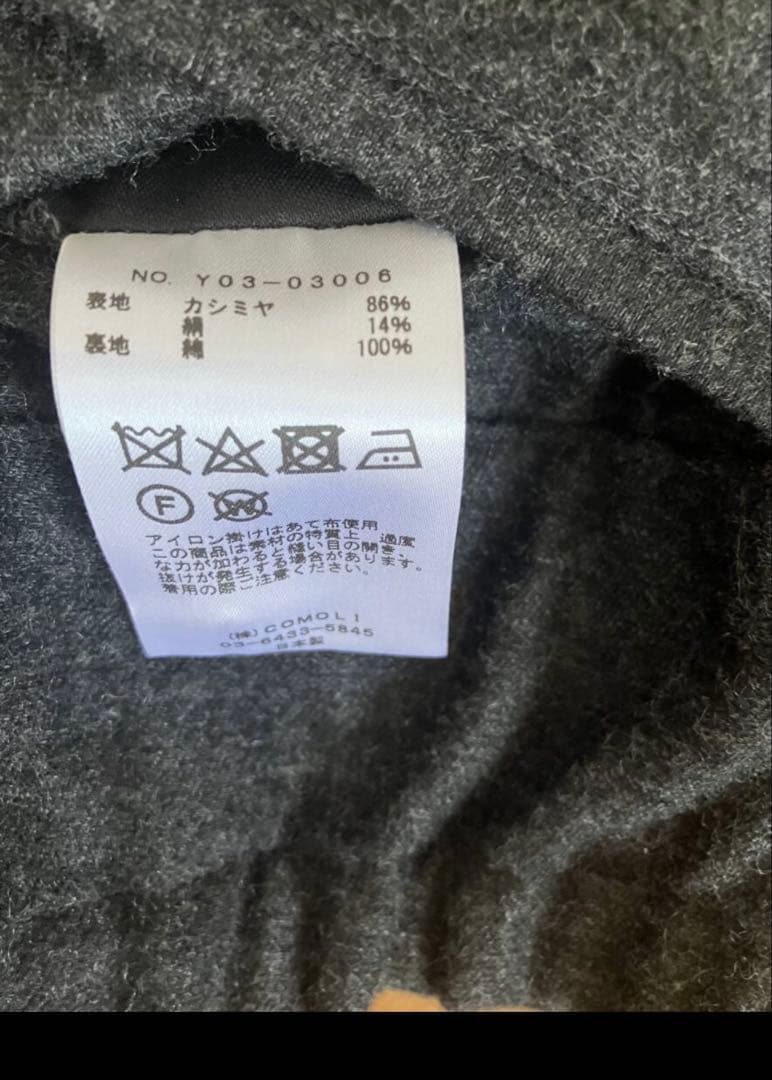 NO. Y03-03006
表地 カシミヤ 86%
絹 14%
裏地 綿 100%
F
W
アイロン掛けはあて布使用
この商品は素材の特質上、過度
な力が加わると縫い目の開き、
抜けが発生する場合があります。
着用の際ご注意ください。
(株)COMOLI
03-6433-5845
日本製